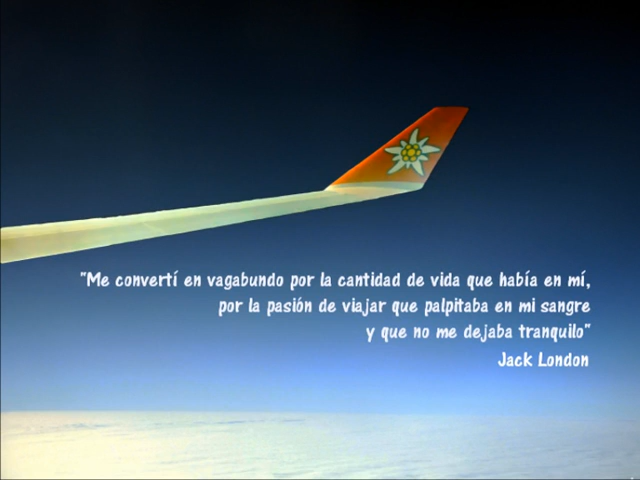 "Me convertí en vagabundo por la cantidad de vida que había en mí,
por la pasión de viajar que palpitaba en mi sangre
y que no me dejaba tranquilo"
Jack London